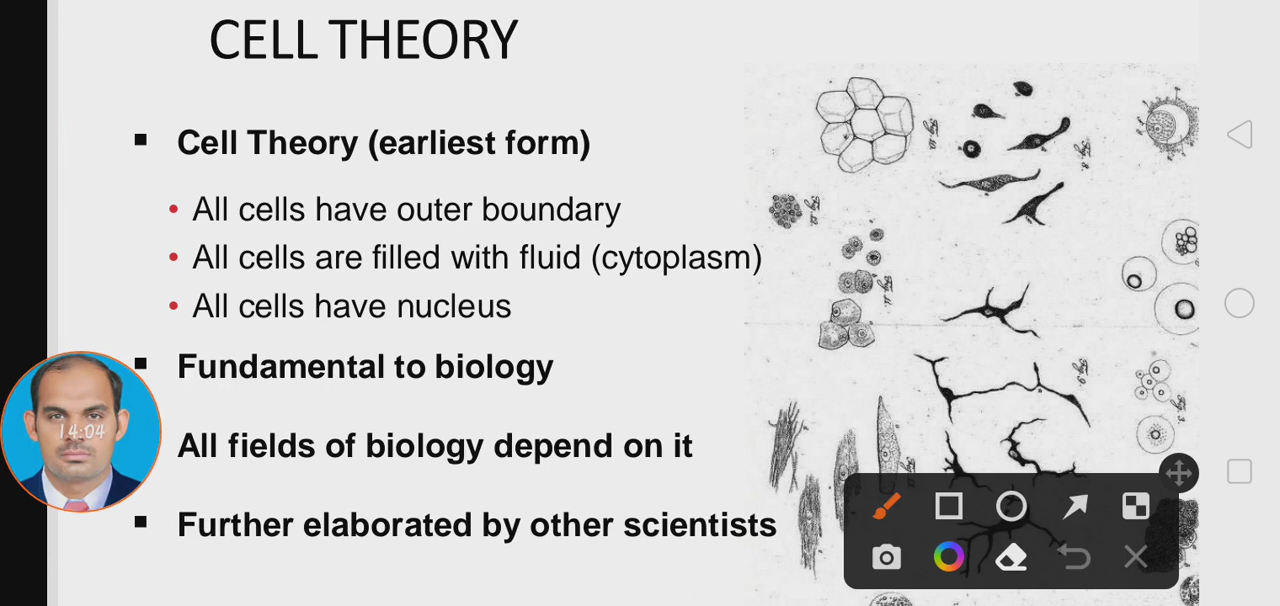 CELL THEORY
Cell Theory (earliest form)
All cells have outer boundary
All cells are filled with fluid (cytoplasm)
All cells have nucleus
Fundamental to biology
14:04
All fields of biology depend on it
Further elaborated by other scientists